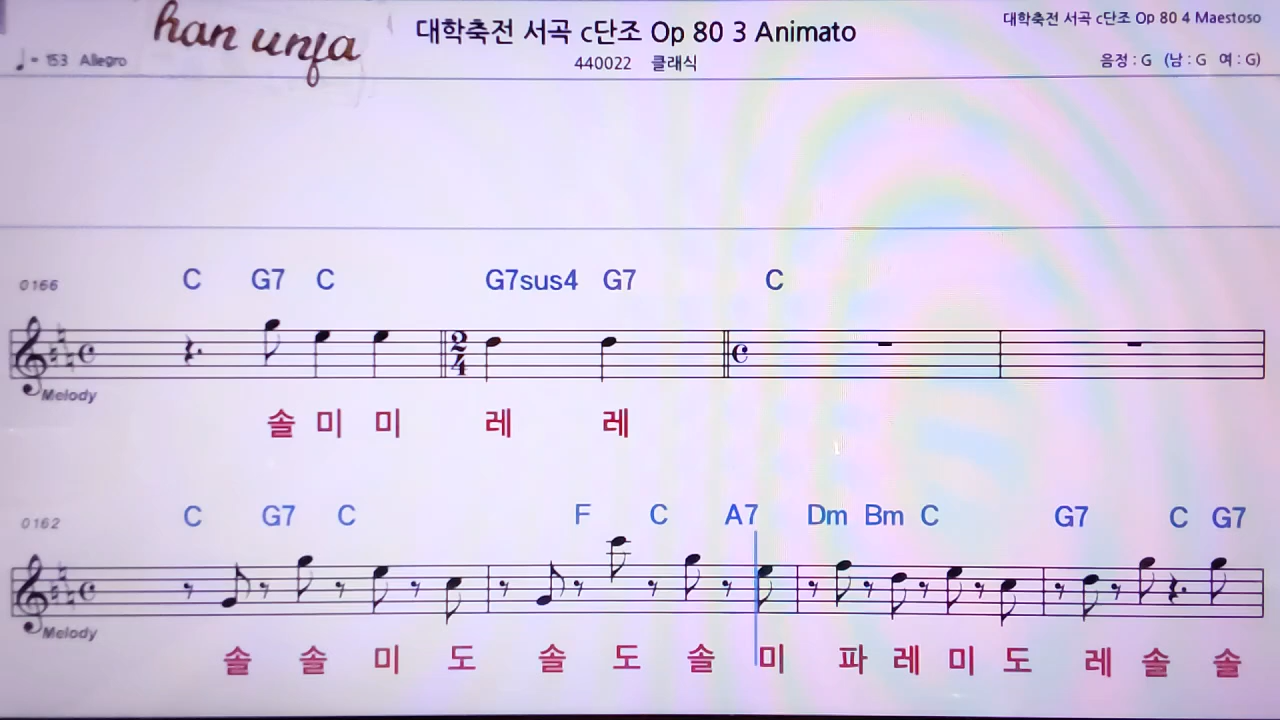 han unja
대학축전 서곡 c단조 Op 80 3 Animato
대학축전 서곡 c단조 Op 80 4 Maestoso
♩= 153 Allegro
440022 클래식
음정 : G (남 : G 여 : G)
0166
C G7 C G7sus4 G7 C
2
4
Melody
솔 미 미 레 레
0162
C G7 C F C A7 Dm Bm C G7 C G7
Melody
솔 솔 미 도 솔 도 솔 미 파 레 미 도 레 솔 솔